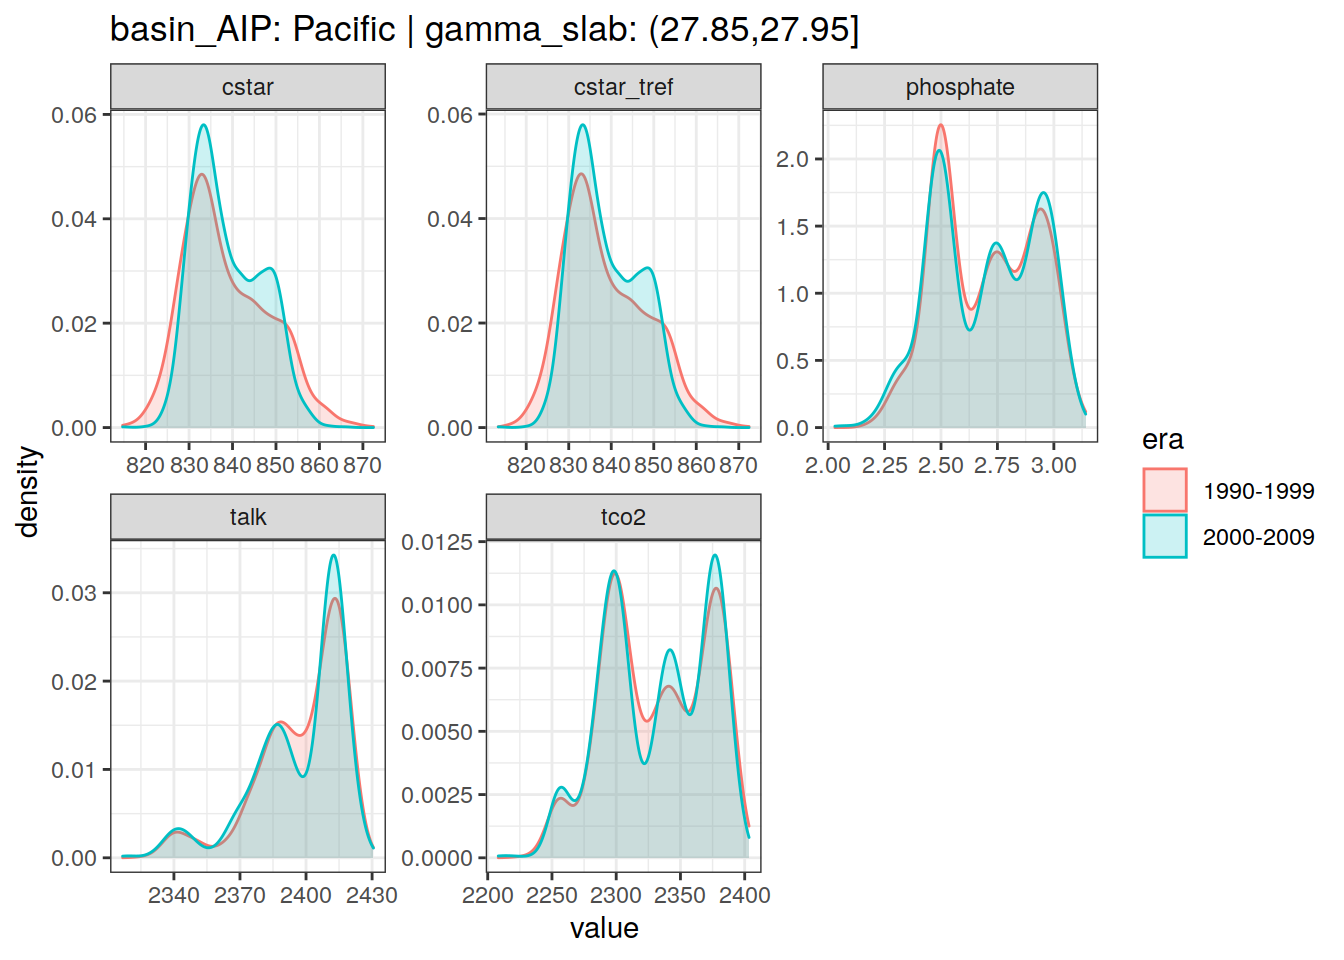 basin_AIP: Pacific | gamma_slab: (27.85,27.95]
cstar
cstar_tref
phosphate
0.06
0.04
0.02
0.00
820 830 840 850 860 870
0.06
0.04
0.02
0.00
820 830 840 850 860 870
2.0
1.5
1.0
0.5
0.0
2.00 2.25 2.50 2.75 3.00
density
talk
tco2
0.03
0.02
0.01
0.00
2340 2370 2400 2430
0.0125
0.0100
0.0075
0.0050
0.0025
0.0000
2200 2250 2300 2350 2400
value
era
1990-1999
2000-2009